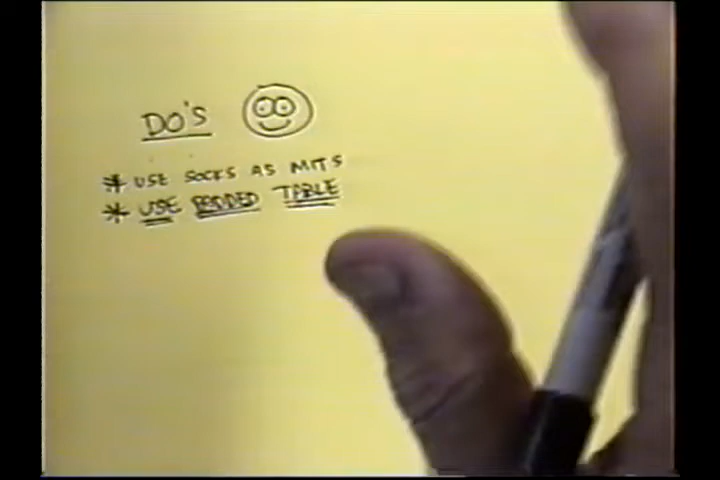 DO'S
* USE SOCKS AS MITS
* USE PADDED TABLE